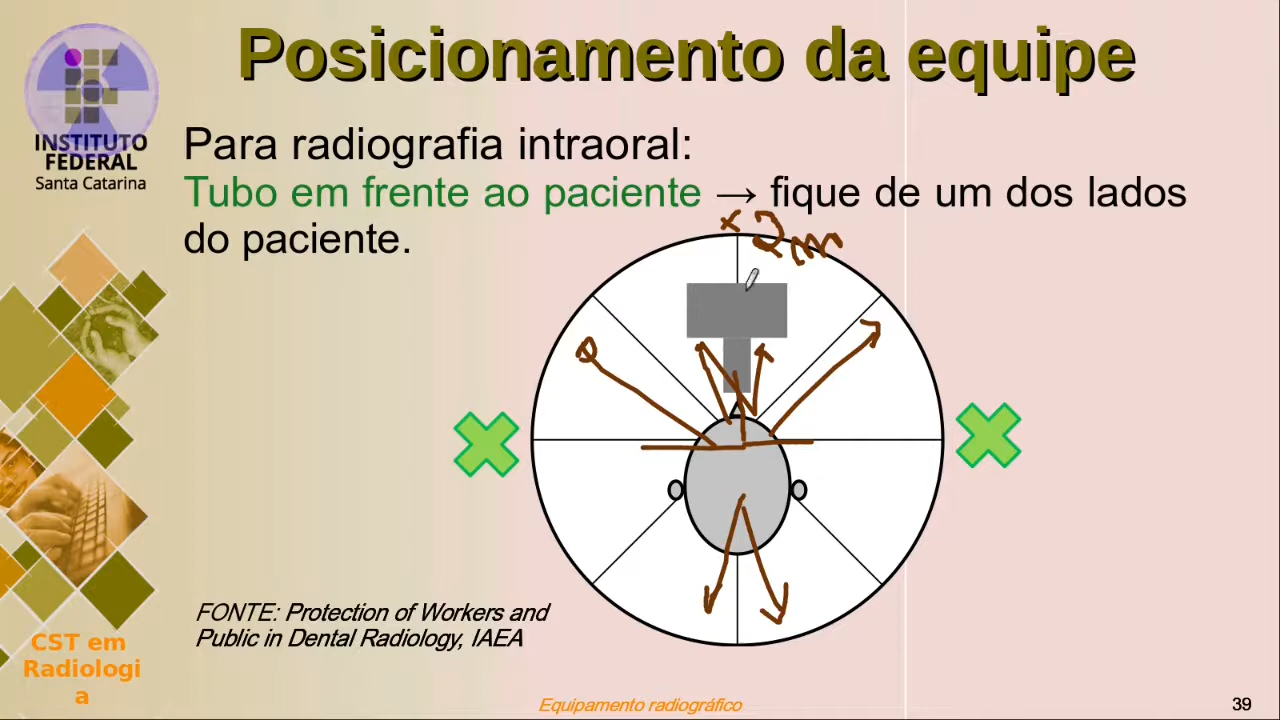 Posicionamento da equipe
INSTITUTO
FEDERAL
Santa Catarina
Para radiografia intraoral:
Tubo em frente ao paciente → fique de um dos lados
do paciente.
x 2m
FONTE: Protection of Workers and
Public in Dental Radiology, IAEA
CST em
Radiologi
a
Equipamento radiográfico
39